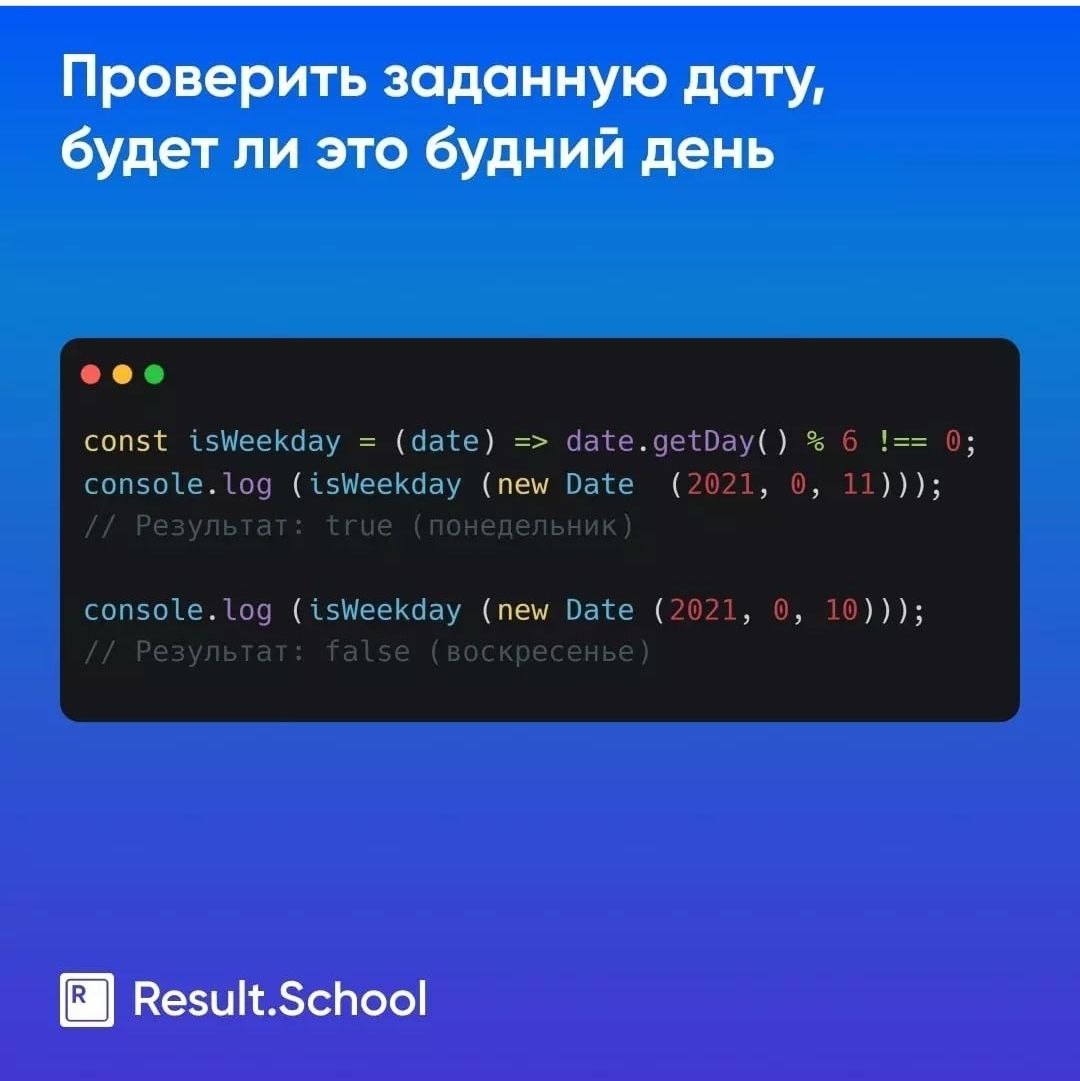 Проверить заданную дату,
будет ли это будний день
const isWeekday = (date) => date.getDay() % 6 !== 0;
console.log (isWeekday (new Date  (2021, 0, 11)));
// Результат: true (понедельник)
console.log (isWeekday (new Date (2021, 0, 10)));
// Результат: false (воскресенье)
R Result.School